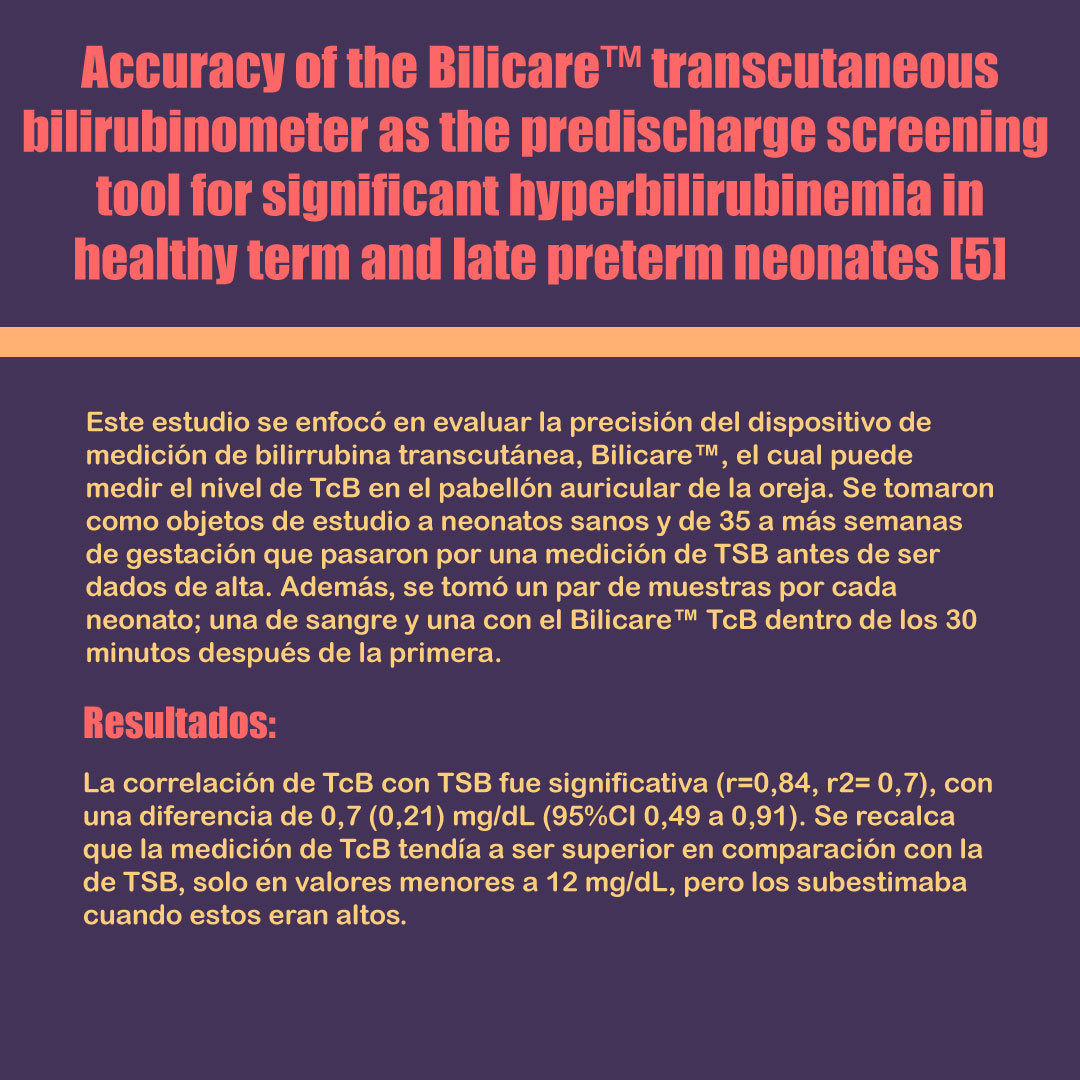 Accuracy of the Bilicare™ transcutaneous
bilirubinometer as the predischarge screening
tool for significant hyperbilirubinemia in
healthy term and late preterm neonates [5]
Este estudio se enfocó en evaluar la precisión del dispositivo de
medición de bilirrubina transcutánea, Bilicare™, el cual puede
medir el nivel de TcB en el pabellón auricular de la oreja. Se tomaron
como objetos de estudio a neonatos sanos y de 35 a más semanas
de gestación que pasaron por una medición de TSB antes de ser
dados de alta. Además, se tomó un par de muestras por cada
neonato; una de sangre y una con el Bilicare™ TcB dentro de los 30
minutos después de la primera.
Resultados:
La correlación de TcB con TSB fue significativa (r=0,84, r2= 0,7), con
una diferencia de 0,7 (0,21) mg/dL (95%CI 0,49 a 0,91). Se recalca
que la medición de TcB tendía a ser superior en comparación con la
de TSB, solo en valores menores a 12 mg/dL, pero los subestimaba
cuando estos eran altos.